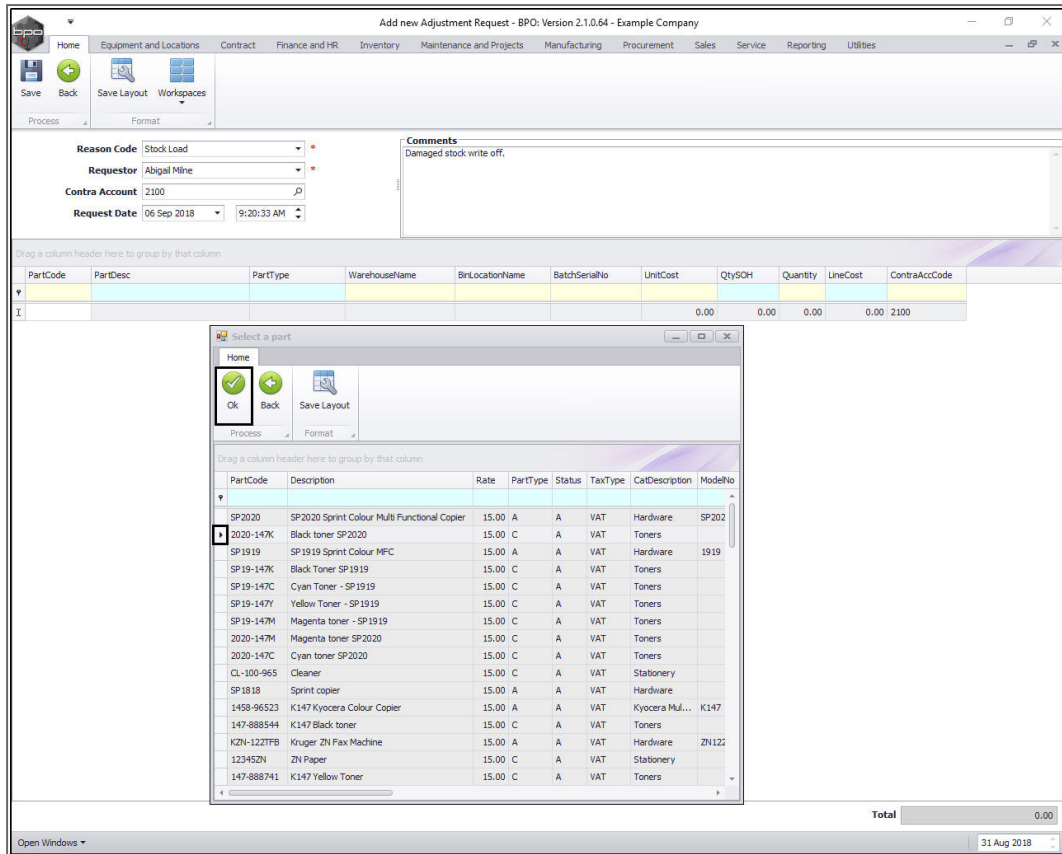 Add new Adjustment Request - BPO: Version 2.1.0.64 - Example Company
bpo
Home Equipment and Locations Contract Finance and HR Inventory Maintenance and Projects Manufacturing Procurement Sales Service Reporting Utilities
Save Back Save Layout Workspaces
Process Format
Reason Code Stock Load *
Requestor Abigail Milne *
Contra Account 2100
Request Date 06 Sep 2018 9:20:33 AM
Comments
Damaged stock write off.
Drag a column header here to group by that column
PartCode PartDesc PartType WarehouseName BinLocationName BatchSerialNo UnitCost QtySOH Quantity LineCost ContraAccCode
0.00 0.00 0.00 0.00 2100
Select a part
Home
Ok Back Save Layout
Process Format
Drag a column header here to group by that column
PartCode Description Rate PartType Status TaxType CatDescription ModelNo
SP2020 SP2020 Sprint Colour Multi Functional Copier 15.00 A A VAT Hardware SP202
2020-147K Black toner SP2020 15.00 C A VAT Toners
SP1919 SP1919 Sprint Colour MFC 15.00 A A VAT Hardware 1919
SP19-147K Black Toner SP1919 15.00 C A VAT Toners
SP19-147C Cyan Toner - SP1919 15.00 C A VAT Toners
SP19-147Y Yellow Toner - SP1919 15.00 C A VAT Toners
SP19-147M Magenta toner - SP1919 15.00 C A VAT Toners
2020-147M Magenta toner SP2020 15.00 C A VAT Toners
2020-147C Cyan toner SP2020 15.00 C A VAT Toners
CL-100-965 Cleaner 15.00 C A VAT Stationery
SP1818 Sprint copier 15.00 A A VAT Hardware
1458-96523 K147 Kyocera Colour Copier 15.00 A A VAT Kyocera Mul... K147
147-888544 K147 Black toner 15.00 C A VAT Toners
KZN-122TFB Kruger ZN Fax Machine 15.00 A A VAT Hardware ZN122
12345ZN ZN Paper 15.00 C A VAT Stationery
147-888741 K147 Yellow Toner 15.00 C A VAT Toners
Total 0.00
Open Windows 31 Aug 2018